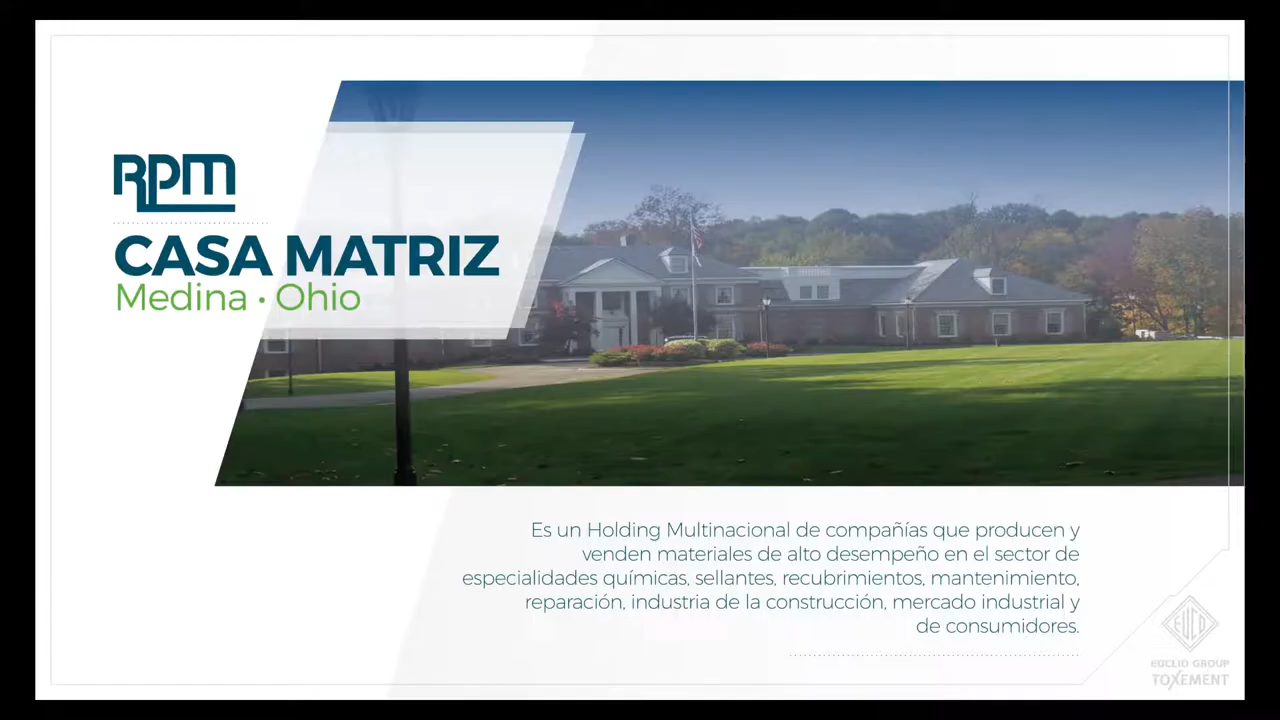 RPM
CASA MATRIZ
Medina • Ohio
Es un Holding Multinacional de compañías que producen y
venden materiales de alto desempeño en el sector de
especialidades químicas, sellantes, recubrimientos, mantenimiento,
reparación, industria de la construcción, mercado industrial y
de consumidores.
EUCO
EUCLID GROUP
TOXEMENT